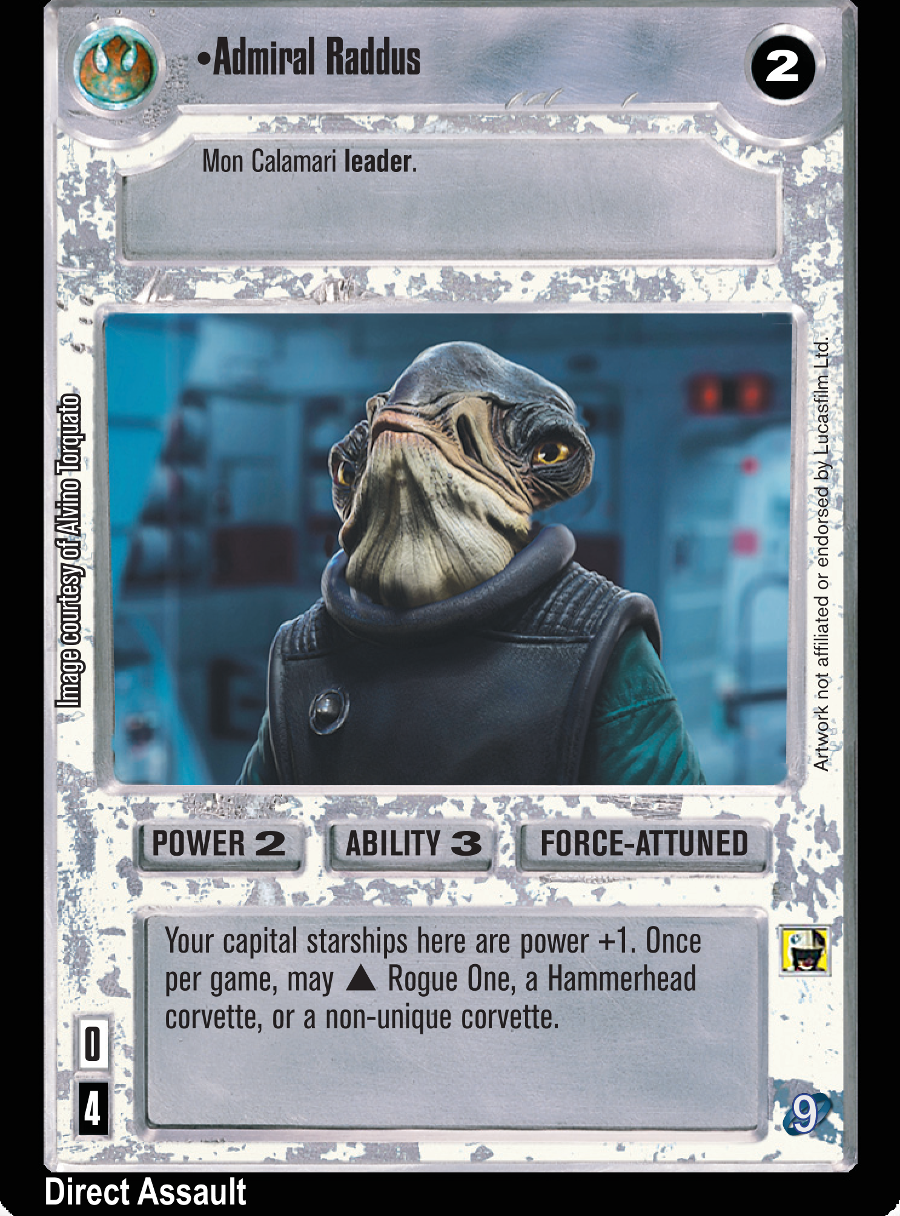 •Admiral Raddus
2
Mon Calamari leader.
Image courtesy of Alvino Torquato
Artwork not affiliated or endorsed by Lucasfilm Ltd.
POWER 2
ABILITY 3
FORCE-ATTUNED
Your capital starships here are power +1. Once
per game, may ▲ Rogue One, a Hammerhead
corvette, or a non-unique corvette.
0
4
9
Direct Assault